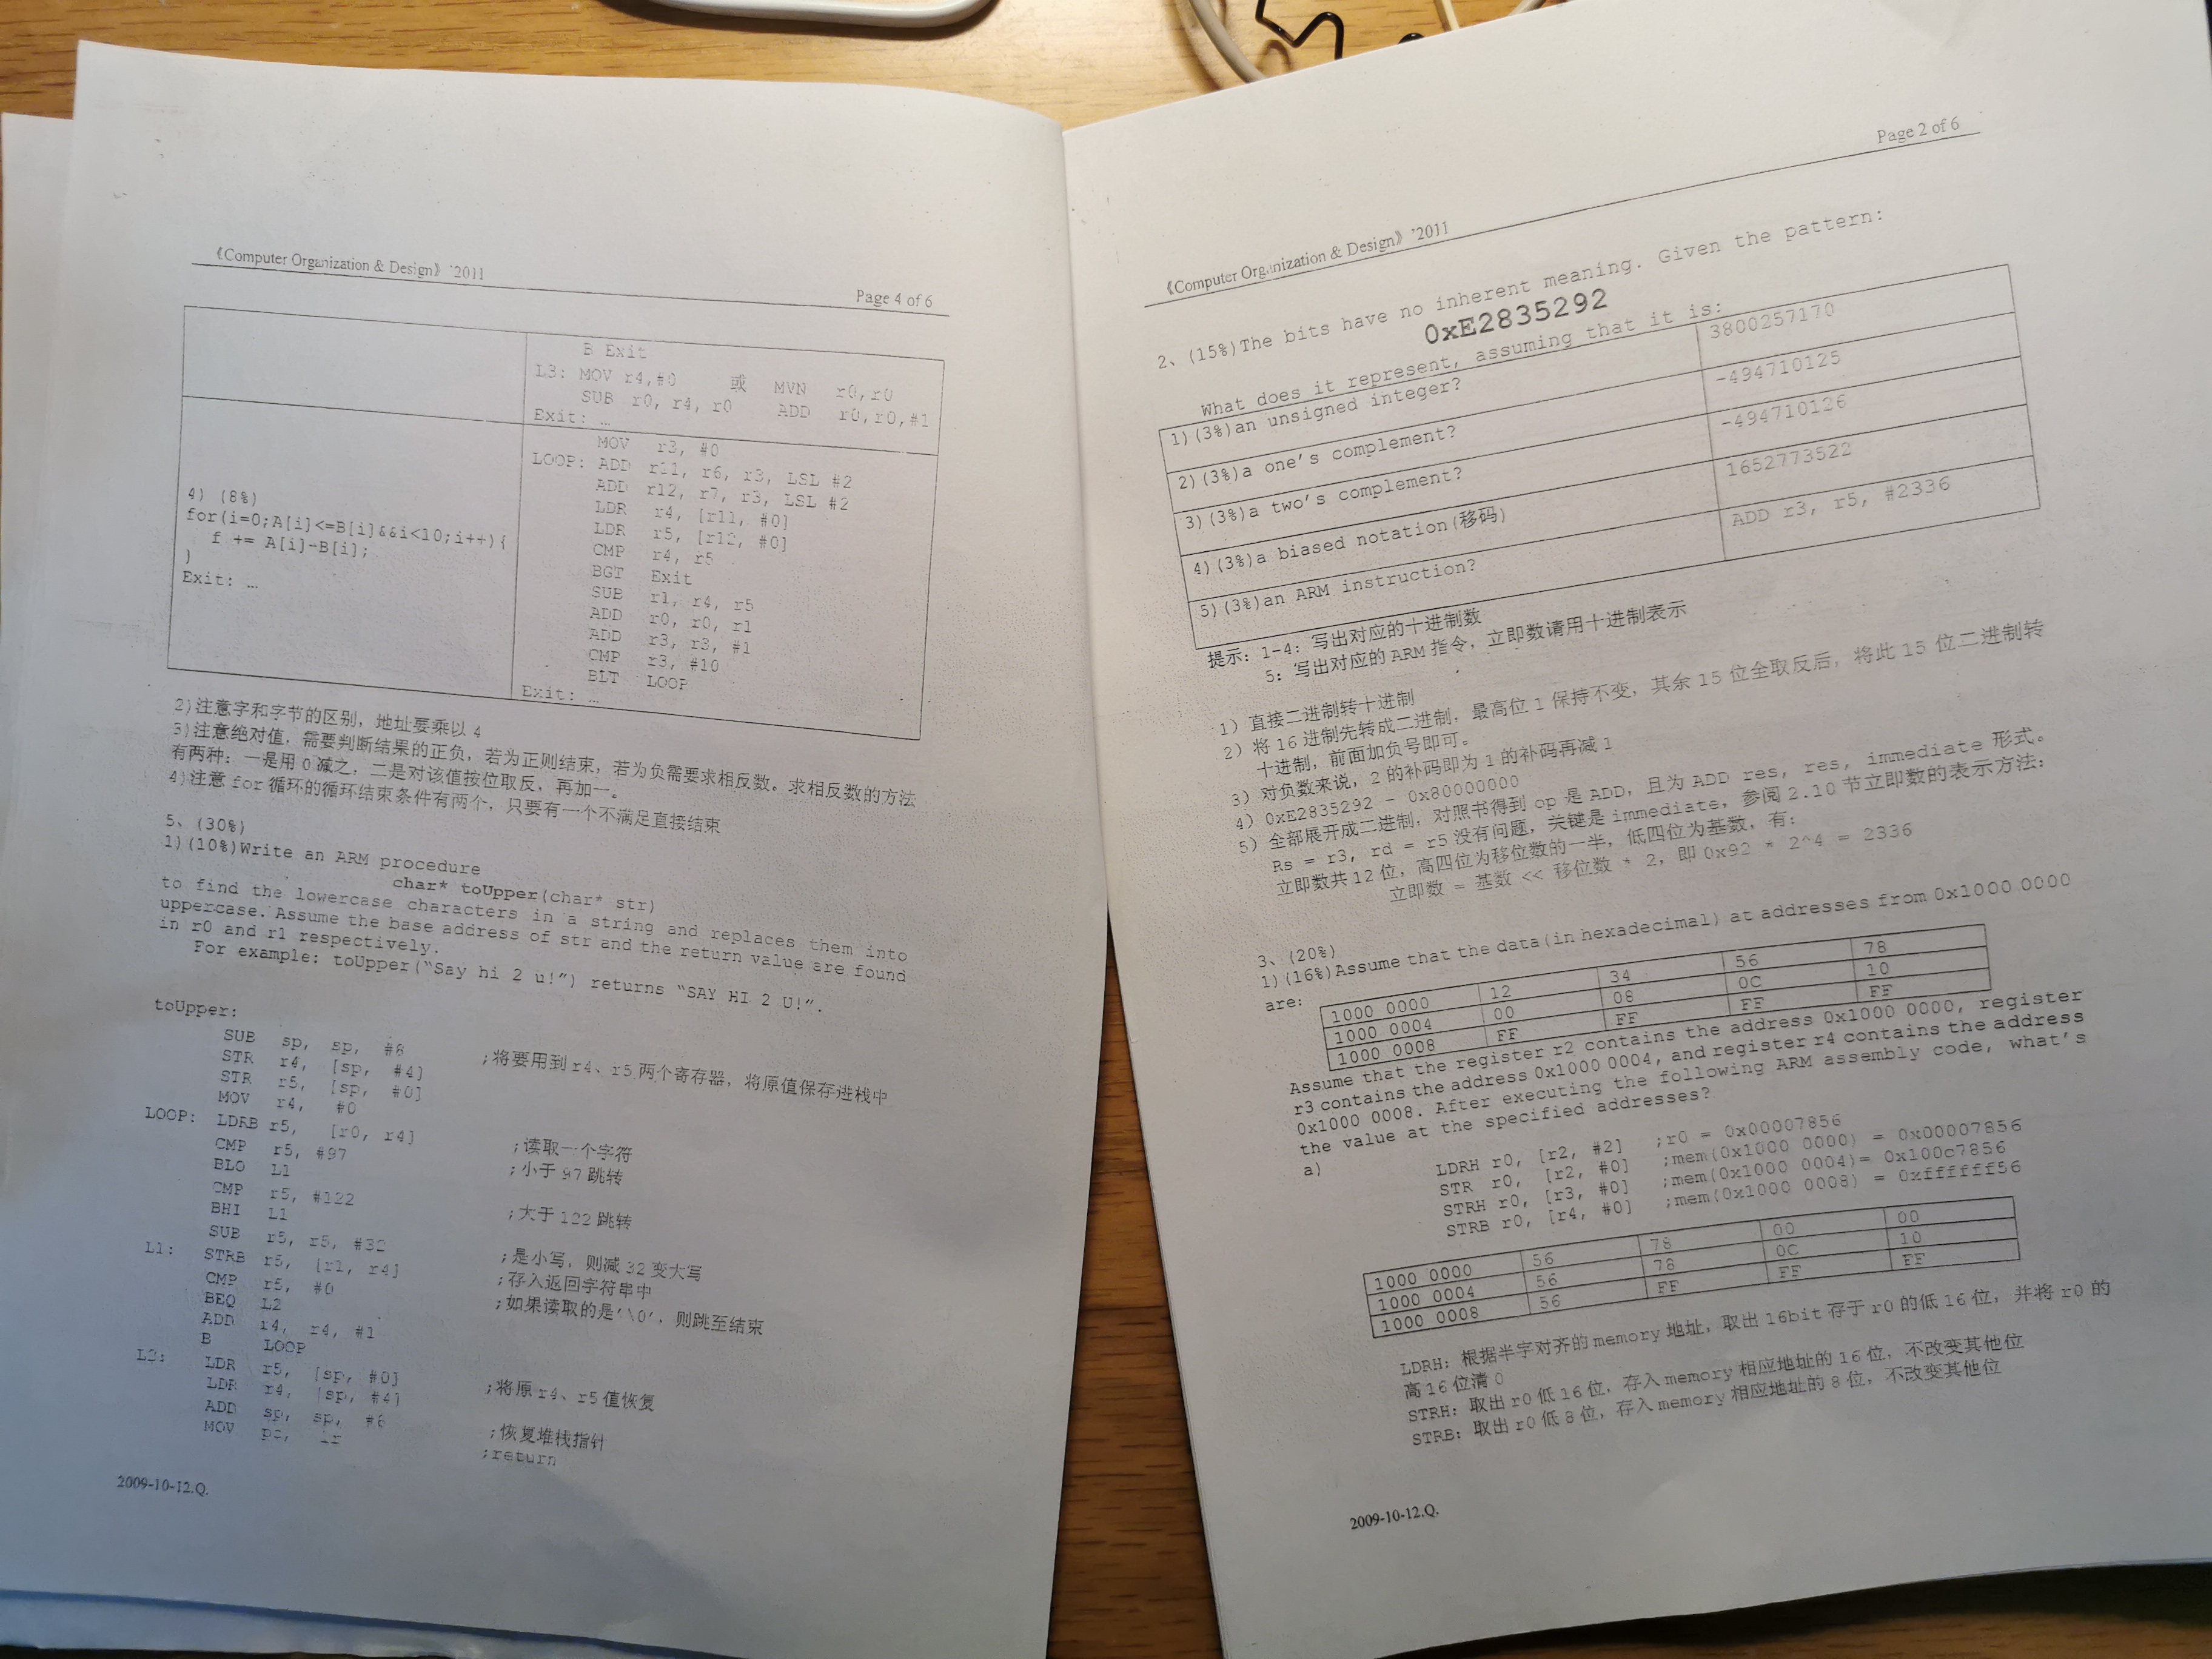 《Computer Organization & Design》'2011
Page 4 of 6
B Exit
L3: MOV r4,#0 或 MVN r0,r0
SUB r0, r4, r0 ADD r0,r0,#1
Exit: …
4) (8%)
for(i=0;A[i]<=B[i]&&i<10;i++){
f += A[i]-B[i];
}
Exit: …
MOV r3, #0
LOOP: ADD r11, r6, r3, LSL #2
ADD r12, r7, r3, LSL #2
LDR r4, [r11, #0]
LDR r5, [r12, #0]
CMP r4, r5
BGT Exit
SUB r1, r4, r5
ADD r0, r0, r1
ADD r3, r3, #1
CMP r3, #10
BLT LOOP
Exit: …
2)注意字和字节的区别，地址要乘以 4
3)注意绝对值，需要判断结果的正负，若为正则结束，若为负需要求相反数。求相反数的方法
有两种：一是用 0 减之，二是对该值按位取反，再加一。
4)注意 for 循环的循环结束条件有两个，只要有一个不满足直接结束
5、(30%)
1)(10%)Write an ARM procedure
char* toUpper(char* str)
to find the lowercase characters in a string and replaces them into
uppercase. Assume the base address of str and the return value are found
in r0 and r1 respectively.
For example: toUpper("Say hi 2 u!") returns "SAY HI 2 U!".
toUpper:
SUB sp, sp, #8
STR r4, [sp, #4] ;将要用到 r4、r5 两个寄存器，将原值保存进栈中
STR r5, [sp, #0]
MOV r4, #0
LOOP: LDRB r5, [r0, r4] ;读取一个字符
CMP r5, #97
BLO L1 ;小于 97 跳转
CMP r5, #122
BHI L1 ;大于 122 跳转
SUB r5, r5, #32 ;是小写，则减 32 变大写
L1: STRB r5, [r1, r4] ;存入返回字符串中
CMP r5, #0
BEQ L2 ;如果读取的是'\0'，则跳至结束
ADD r4, r4, #1
B LOOP
L2: LDR r5, [sp, #0]
LDR r4, [sp, #4] ;将原 r4、r5 值恢复
ADD sp, sp, #8 ;恢复堆栈指针
MOV pc, lr ;return
2009-10-12.Q.
《Computer Organization & Design》'2011
Page 2 of 6
2、(15%)The bits have no inherent meaning. Given the pattern:
0xE2835292
What does it represent, assuming that it is:
1)(3%)an unsigned integer? 3800257170
2)(3%)a one's complement? -494710125
3)(3%)a two's complement? -494710126
4)(3%)a biased notation(移码) 1652773522
5)(3%)an ARM instruction? ADD r3, r5, #2336
提示：1-4：写出对应的十进制数
5：写出对应的 ARM 指令，立即数请用十进制表示
1) 直接二进制转十进制
2) 将 16 进制先转成二进制，最高位 1 保持不变，其余 15 位全取反后，将此 15 位二进制转
十进制，前面加负号即可。
3) 对负数来说，2 的补码即为 1 的补码再减 1
4) 0xE2835292 - 0x80000000
5) 全部展开成二进制，对照书得到 op 是 ADD，且为 ADD res, res, immediate 形式。
Rs = r3, rd = r5 没有问题，关键是 immediate，参阅 2.10 节立即数的表示方法：
立即数共 12 位，高四位为移位数的一半，低四位为基数，有：
立即数 = 基数 << 移位数 * 2，即 0x92 * 2^4 = 2336
3、(20%)
1)(16%)Assume that the data(in hexadecimal) at addresses from 0x1000 0000
are:
1000 0000 12 34 56 78
1000 0004 00 08 0C 10
1000 0008 FF FF FF FF
Assume that the register r2 contains the address 0x1000 0000, register
r3 contains the address 0x1000 0004, and register r4 contains the address
0x1000 0008. After executing the following ARM assembly code, what's
the value at the specified addresses?
a)
LDRH r0, [r2, #2] ;r0 = 0x00007856
STR r0, [r2, #0] ;mem(0x1000 0000) = 0x00007856
STRH r0, [r3, #0] ;mem(0x1000 0004)= 0x100c7856
STRB r0, [r4, #0] ;mem(0x1000 0008) = 0xffffff56
1000 0000 56 78 00 00
1000 0004 56 78 0C 10
1000 0008 56 FF FF FF
LDRH: 根据半字对齐的 memory 地址，取出 16bit 存于 r0 的低 16 位，并将 r0 的
高 16 位清 0
STRH: 取出 r0 低 16 位，存入 memory 相应地址的 16 位，不改变其他位
STRB: 取出 r0 低 8 位，存入 memory 相应地址的 8 位，不改变其他位
2009-10-12.Q.